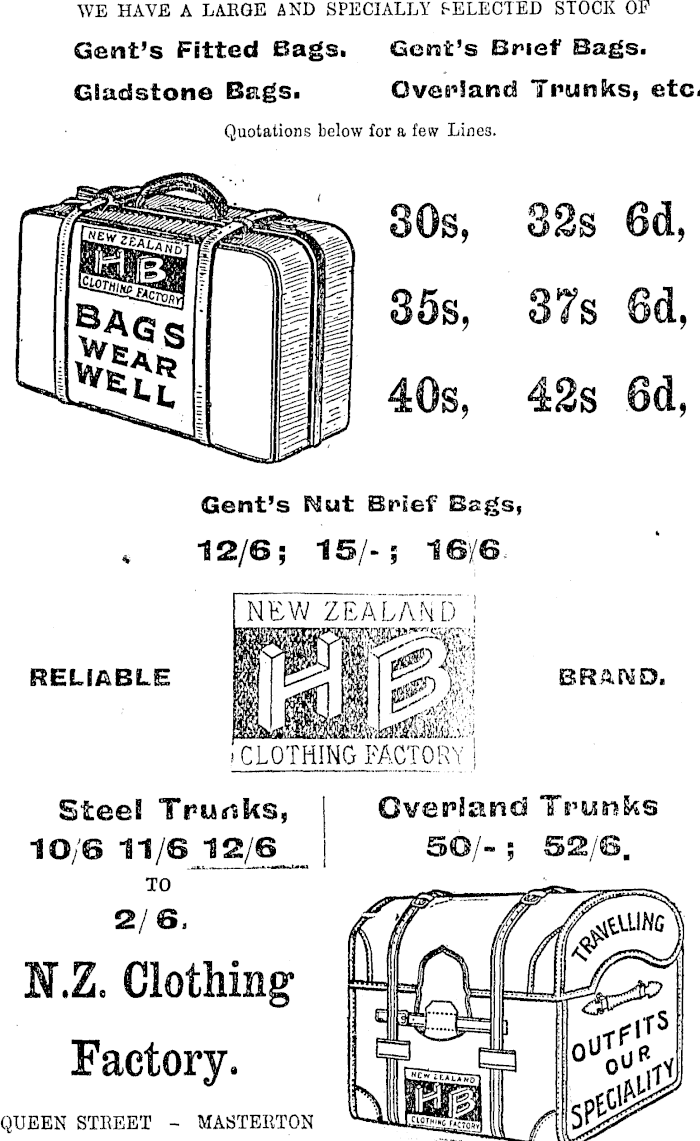 WE HAVE A LARGE AND SPECIALLY SELECTED STOCK OF
Gent's Fitted Bags. Gent's Brief Bags.
Gladstone Bags. Overland Trunks, etc.
Quotations below for a few Lines.
NEW ZEALAND
HB
CLOTHING FACTORY
BAGS
WEAR
WELL
30s, 32s 6d,
35s, 37s 6d,
40s, 42s 6d,
Gent's Nut Brief Bags,
12/6; 15/-; 16/6
NEW ZEALAND
RELIABLE HB BRAND.
CLOTHING FACTORY
Steel Trunks,
10/6 11/6 12/6
TO
2/6.
Overland Trunks
50/-; 52/6.
N.Z. Clothing
Factory.
QUEEN STREET - MASTERTON
TRAVELLING
OUTFITS
OUR
SPECIALITY
NEW ZEALAND
HB
CLOTHING FACTORY